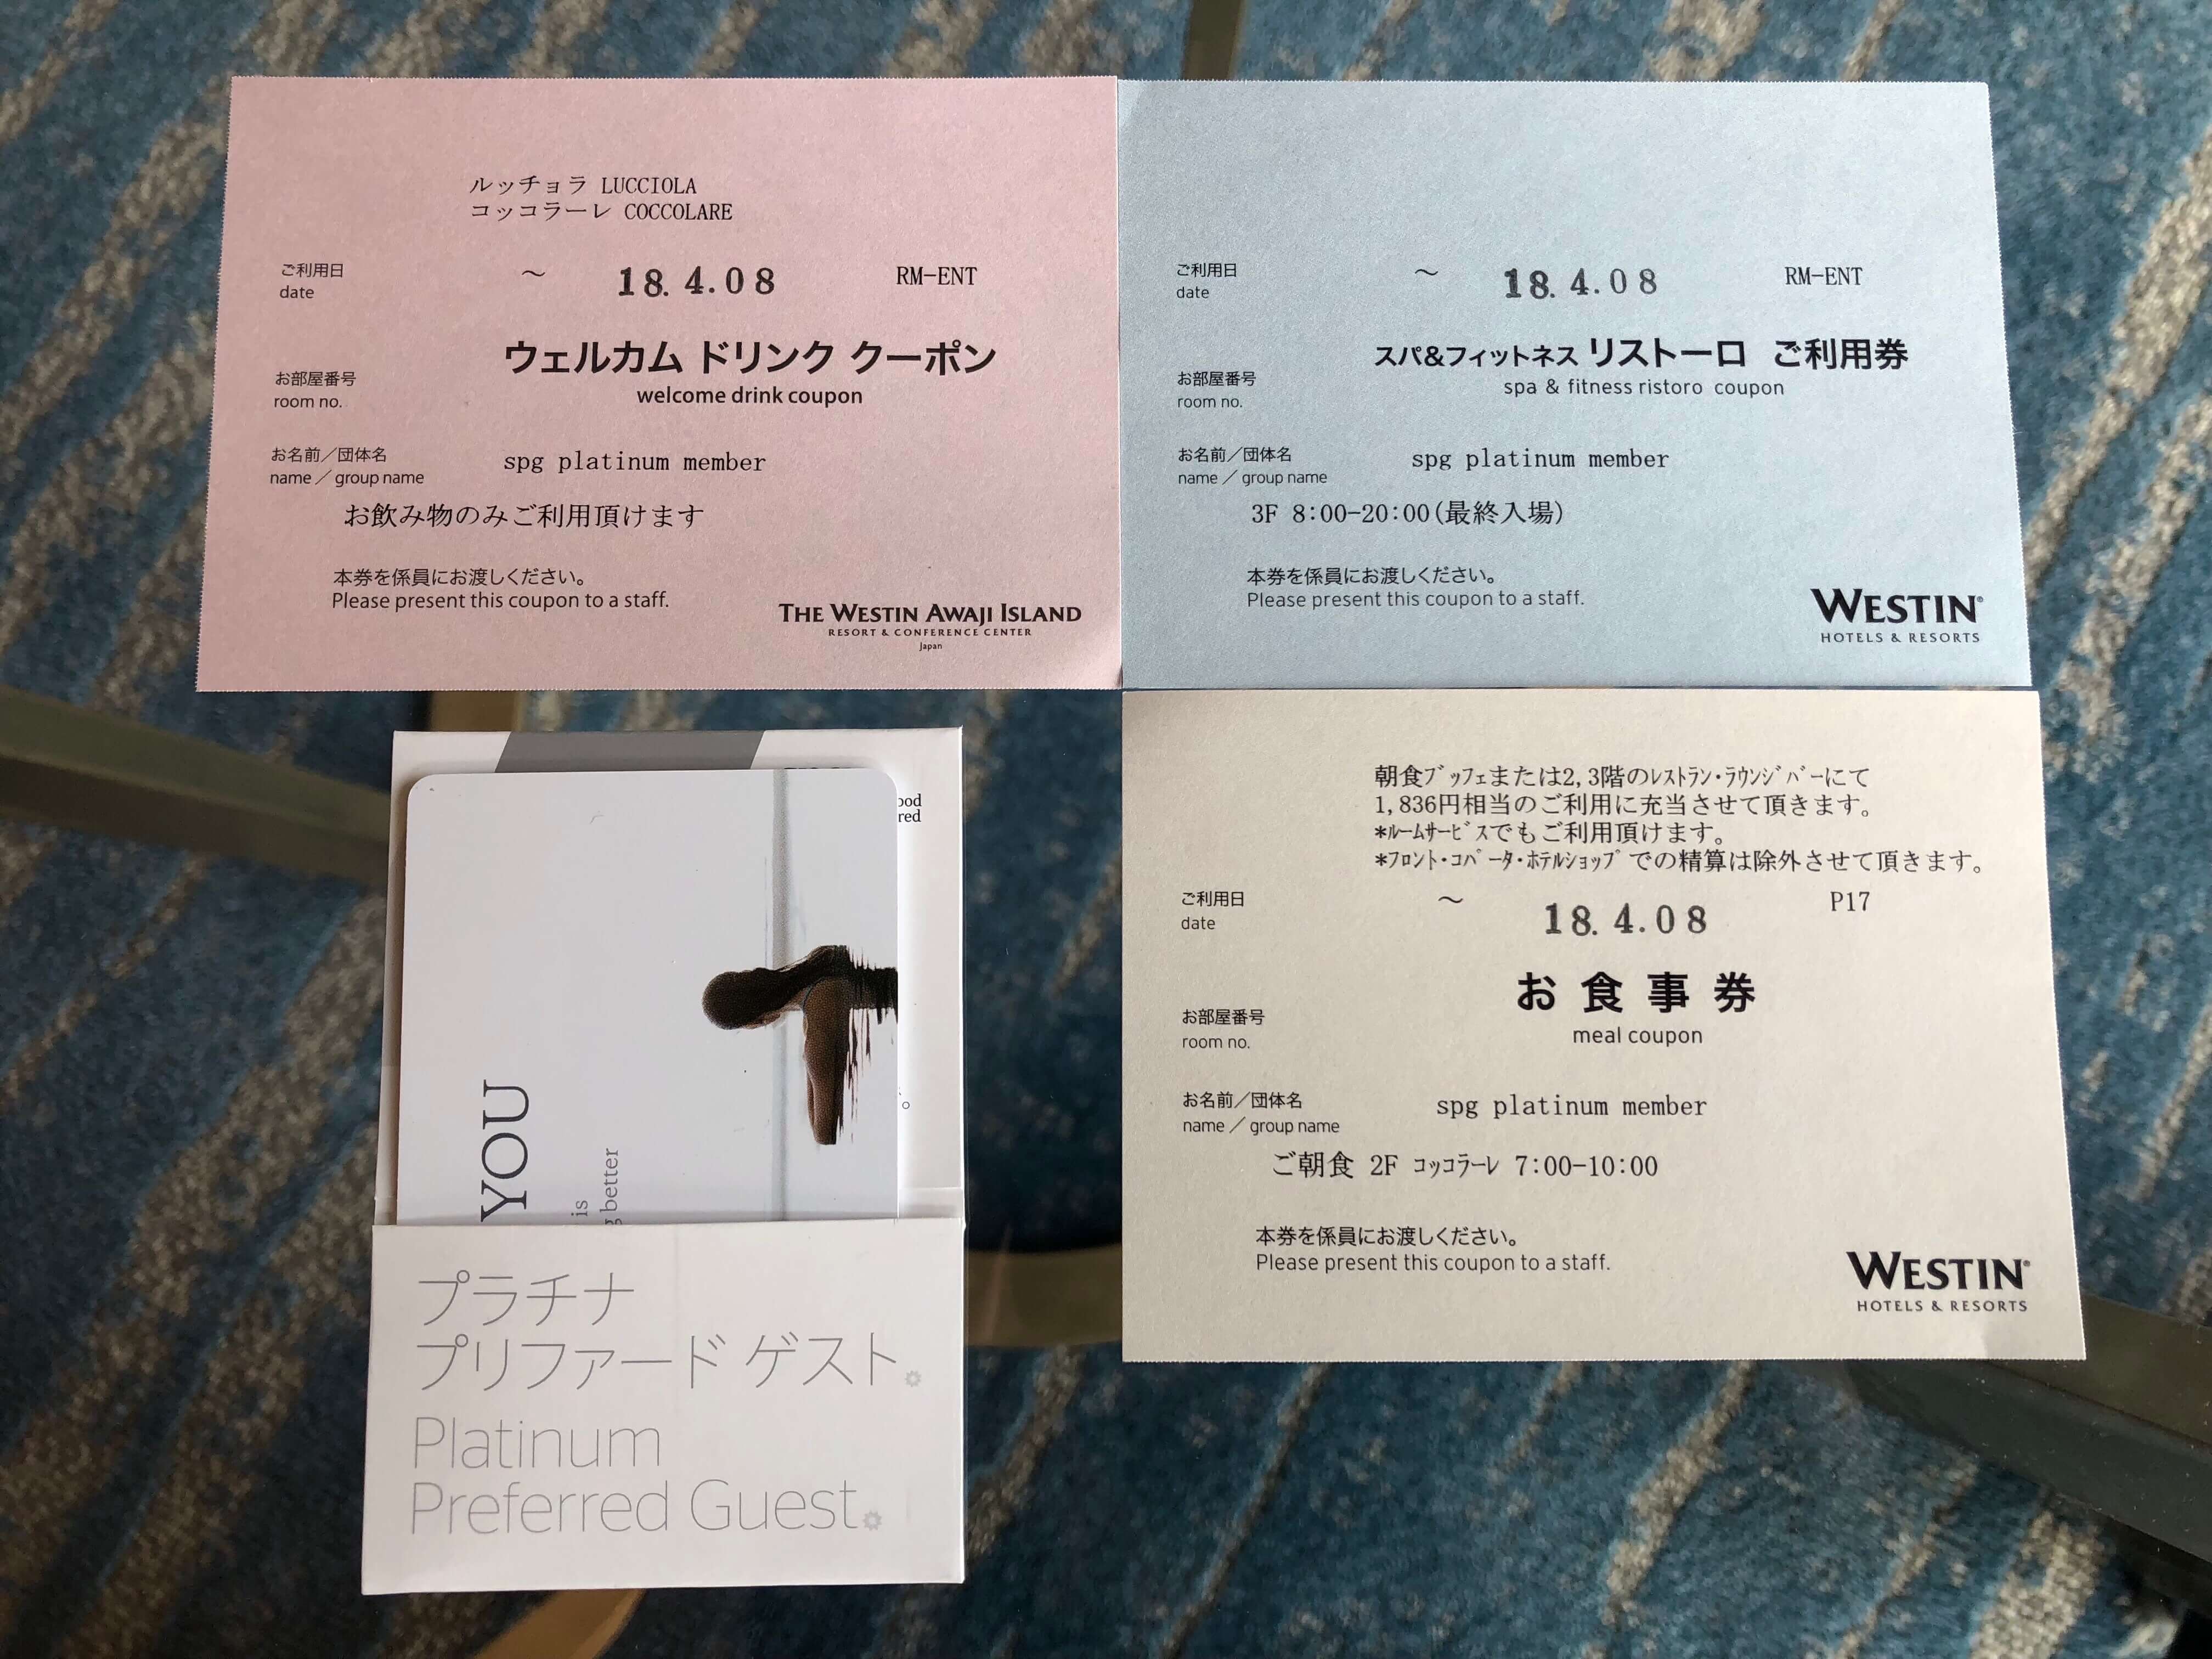 ルッチョラ LUCCIOLA
コッコラーレ COCCOLARE
ご利用日
date
～ 18.4.08 RM-ENT
ウェルカム ドリンク クーポン
welcome drink coupon
お部屋番号
room no.
お名前／団体名
name ／ group name
spg platinum member
お飲み物のみご利用頂けます
本券を係員にお渡しください。
Please present this coupon to a staff.
THE WESTIN AWAJI ISLAND
RESORT & CONFERENCE CENTER
Japan
ご利用日
date
～ 18.4.08 RM-ENT
スパ&フィットネス リストーロ ご利用券
spa & fitness ristoro coupon
お部屋番号
room no.
お名前／団体名
name ／ group name
spg platinum member
3F 8:00-20:00(最終入場)
本券を係員にお渡しください。
Please present this coupon to a staff.
WESTIN®
HOTELS & RESORTS
朝食ﾌﾞｯﾌｪまたは2,3階のﾚｽﾄﾗﾝ・ﾗｳﾝｼﾞﾊﾞｰにて
1,836円相当のご利用に充当させて頂きます。
*ﾙｰﾑｻｰﾋﾞｽでもご利用頂けます。
*ﾌﾛﾝﾄ・ｺﾊﾞｰﾀ・ﾎﾃﾙｼｮｯﾌﾟでの精算は除外させて頂きます。
ご利用日
date
～ 18.4.08 P17
お食事券
meal coupon
お部屋番号
room no.
お名前／団体名
name ／ group name
spg platinum member
ご朝食 2F ｺｯｺﾗｰﾚ 7:00-10:00
本券を係員にお渡しください。
Please present this coupon to a staff.
WESTIN®
HOTELS & RESORTS
YOU
is
better
プラチナ
プリファード ゲスト
Platinum
Preferred Guest